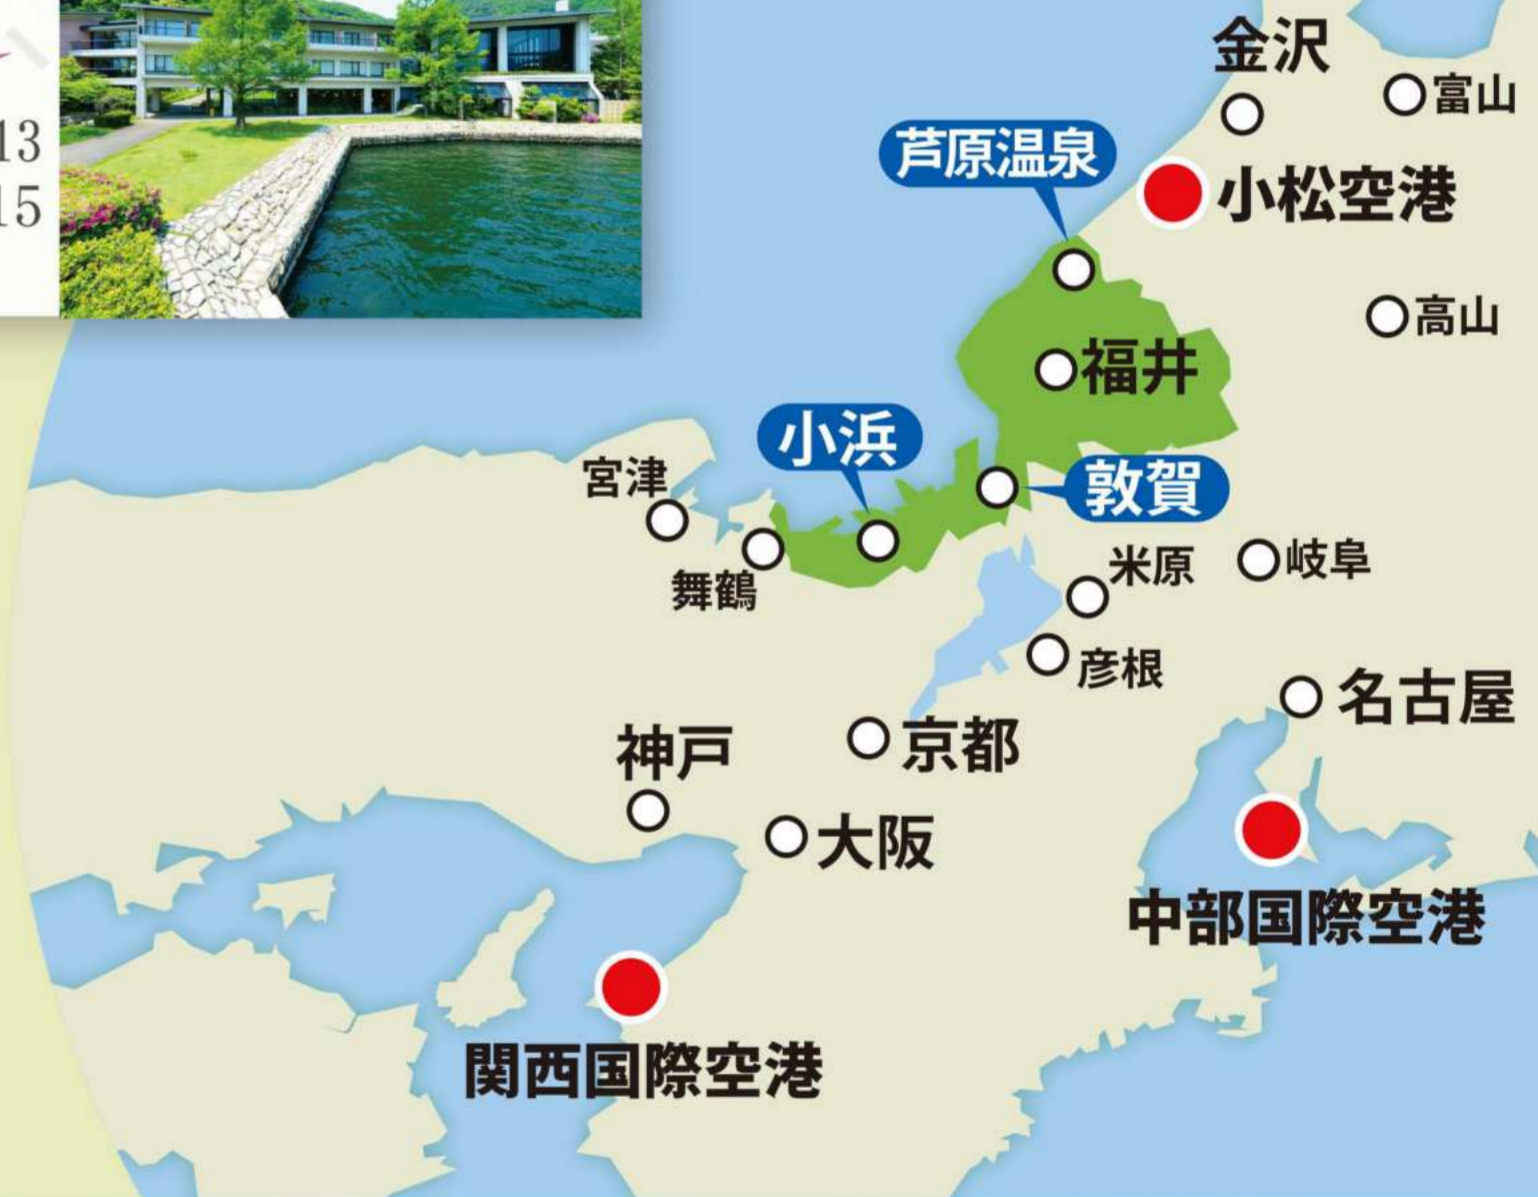 13
15
金沢
富山
芦原温泉
小松空港
高山
福井
小浜
宮津
敦賀
米原
岐阜
舞鶴
彦根
名古屋
京都
神戸
大阪
中部国際空港
関西国際空港